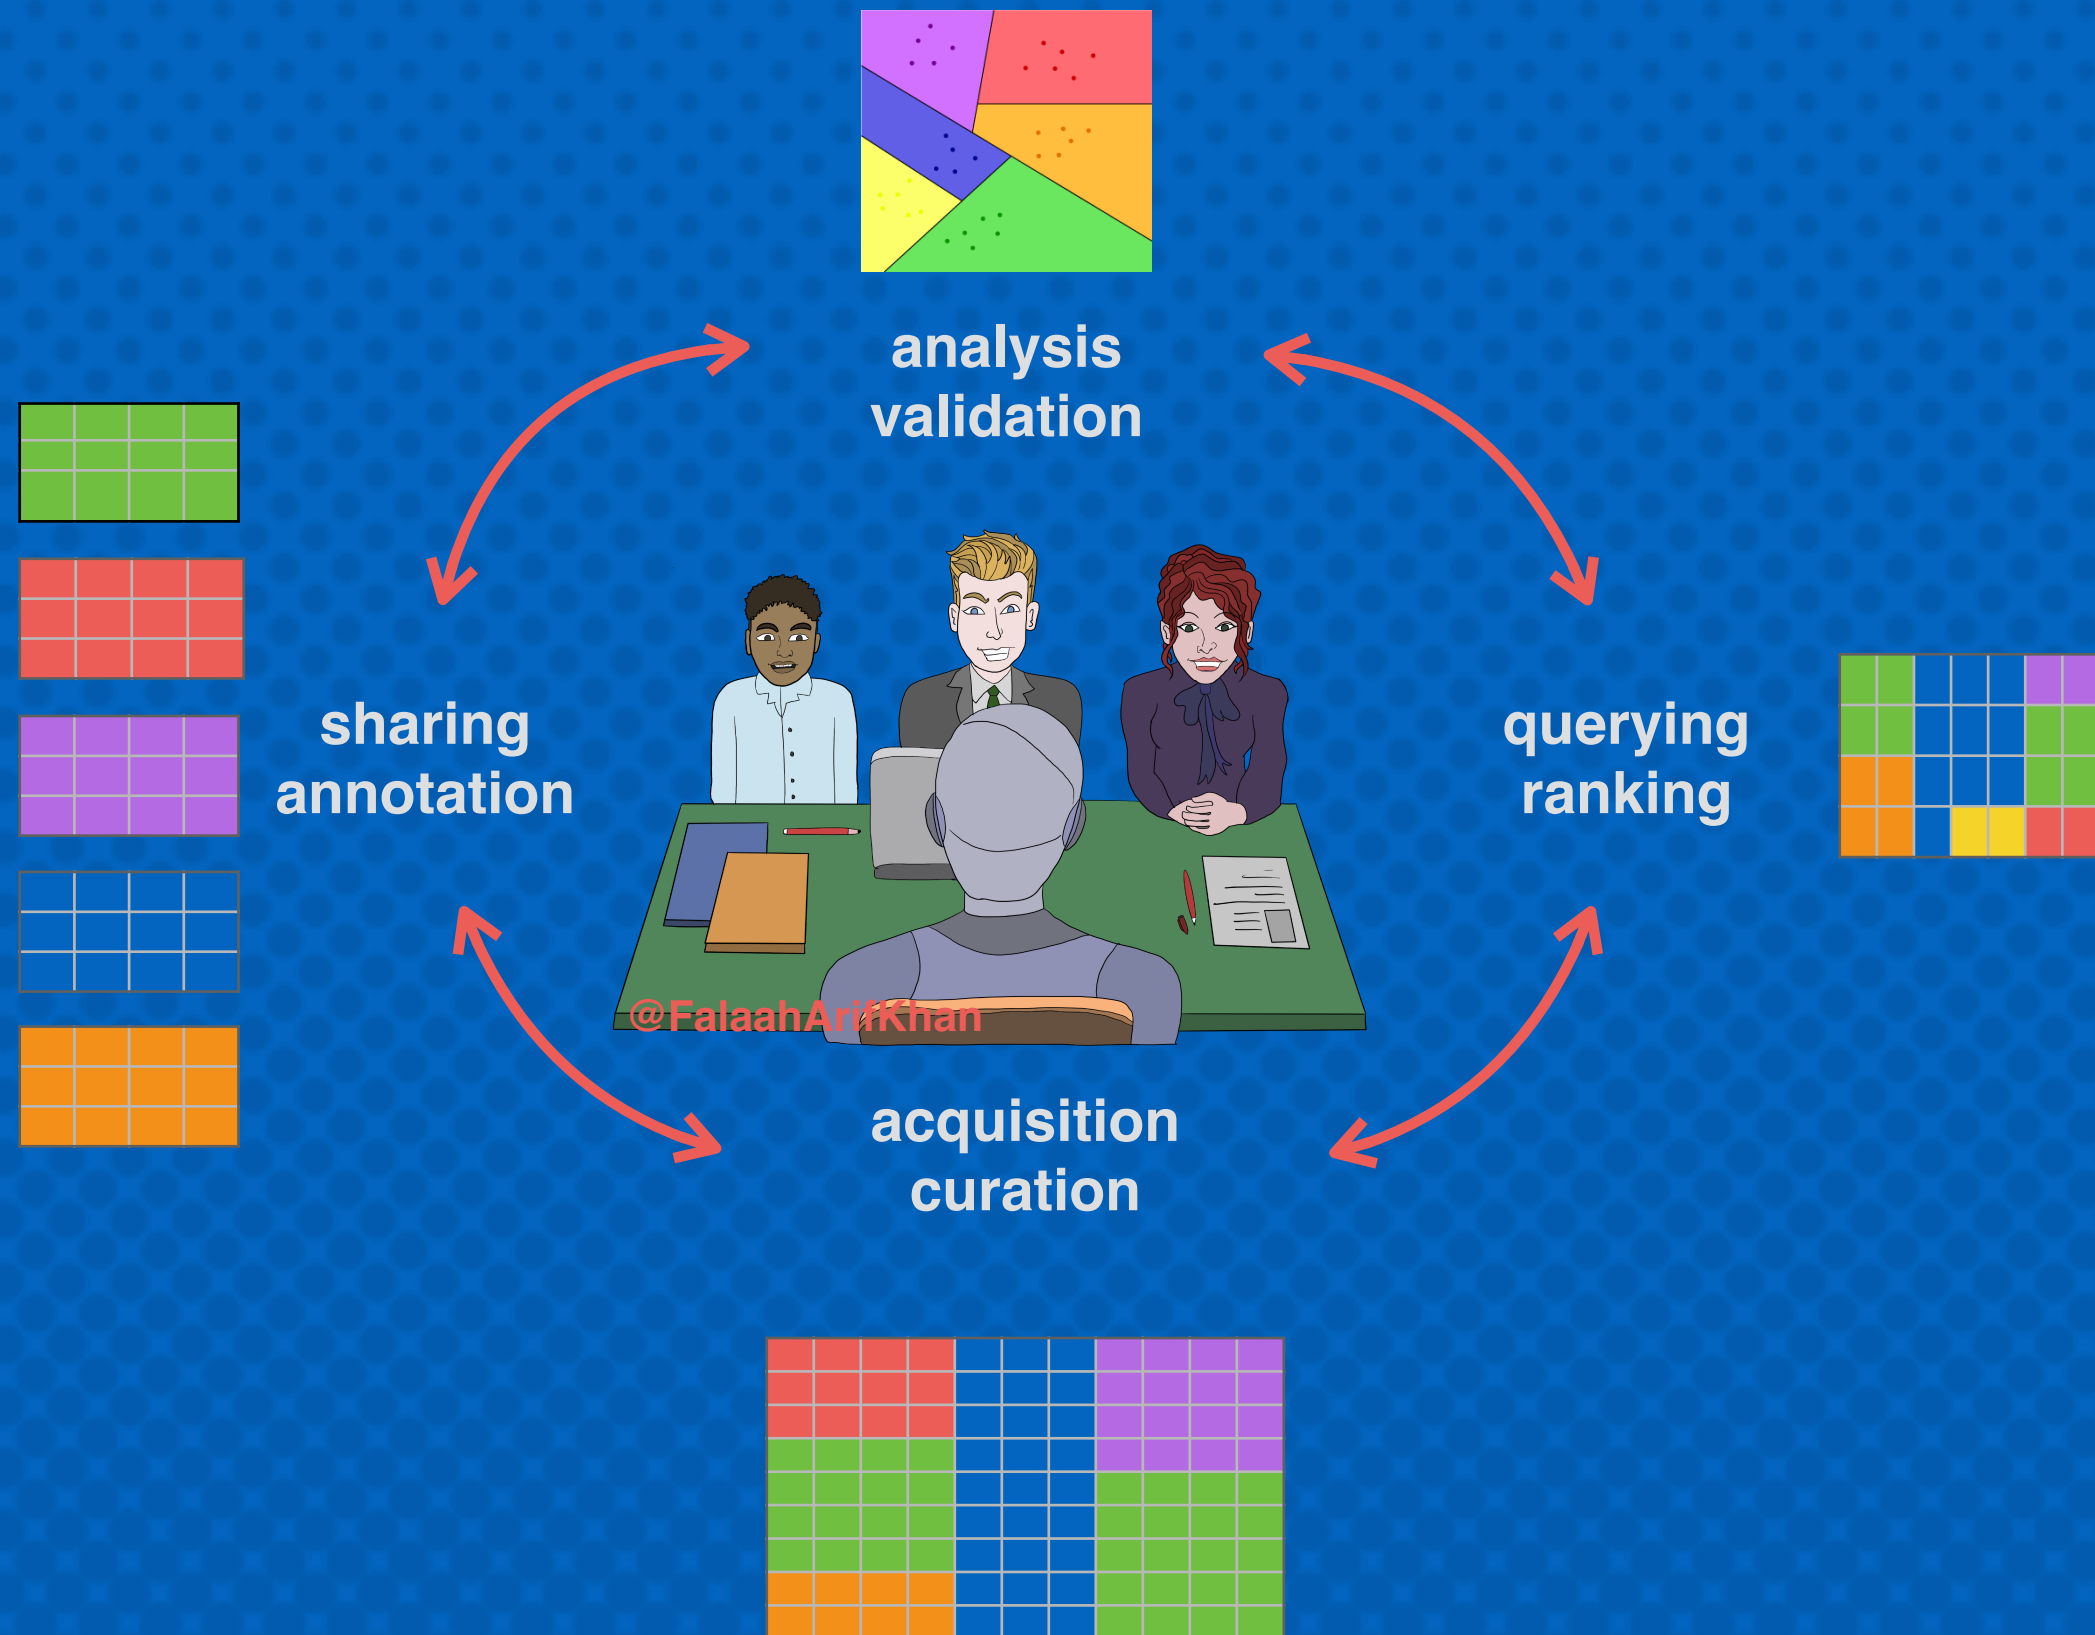 analysis
validation
sharing
annotation
querying
ranking
@FalaahArifKhan
acquisition
curation